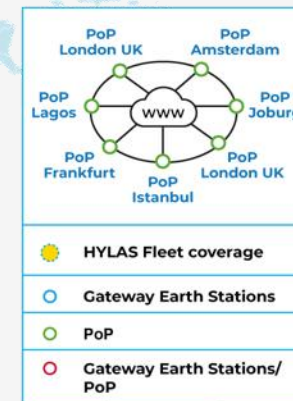 PoP
London UK
PoP
Amsterdam
PoP
Lagos
www
PoP
Joburg
PoP
Frankfurt
PoP
Istanbul
PoP
London UK
HYLAS Fleet coverage
Gateway Earth Stations
PoP
Gateway Earth Stations/
PoP